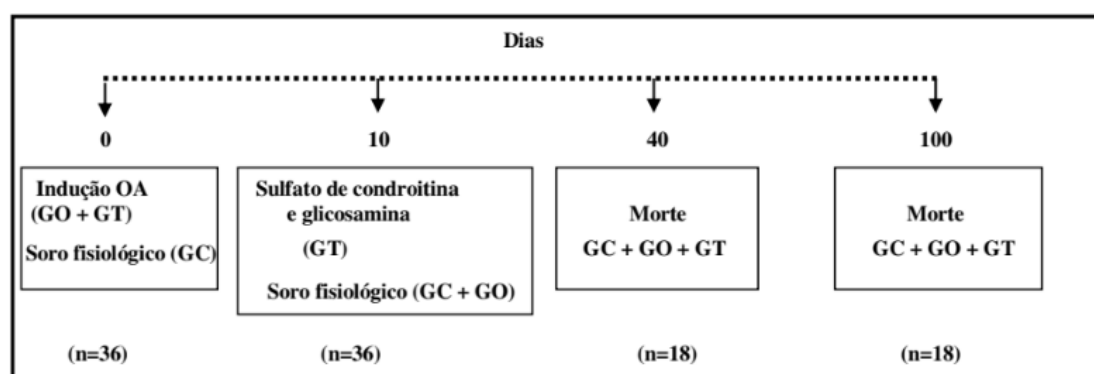 Dias
0
10
40
100
Indução OA
(GO + GT)
Soro fisiológico (GC)
Sulfato de condroitina
e glicosamina
(GT)
Soro fisiológico (GC + GO)
Morte
GC + GO + GT
Morte
GC + GO + GT
(n=36)
(n=36)
(n=18)
(n=18)